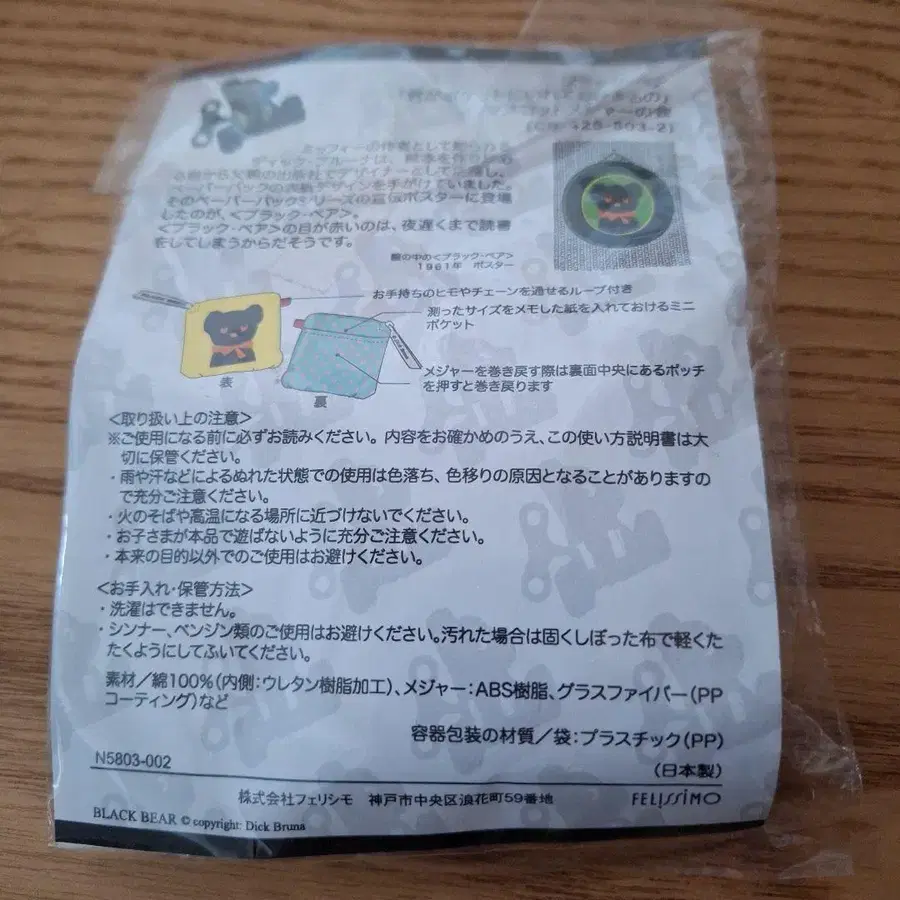 ミッフィーの作者として知られる
ディック・ブルーナは、絵本を作り
父親の出版社でデザイナーとして活躍し、
ペーパーバックの表紙デザインを手がけていました。
そのペーパーバックシリーズの宣伝ポスターに登場
したのが、<ブラック・ベア>。
<ブラック・ベア>の目が赤いのは、夜遅くまで読書
をしてしまうからだそうです。
の中の<ブラック・ベア>
1961年 ポスター
お手持ちのヒモやチェーンを通せるループ付き
測ったサイズをメモした紙を入れておけるミニ
ポケット
メジャーを巻き戻す際は裏面中央にあるポッチ
を押すと巻き戻ります
表
裏
<取り扱い上の注意>
※ご使用になる前に必ずお読みください。内容をお確かめのうえ、この使い方説明書は大
切に保管ください。
・雨や汗などによるぬれた状態での使用は色落ち、色移りの原因となることがありますの
で充分ご注意ください。
・火のそばや高温になる場所に近づけないでください。
・お子さまが本品で遊ばないように充分ご注意ください。
・本来の目的以外でのご使用はお避けください。
<お手入れ・保管方法>
・洗濯はできません。
・シンナー、ベンジン類のご使用はお避けください。汚れた場合は固くしぼった布で軽くた
たくようにしてふいてください。
素材/綿100%(内側:ウレタン樹脂加工)、メジャー:ABS樹脂、グラスファイバー(PP
コーティング)など
容器包装の材質/袋:プラスチック(PP)
N5803-002
(日本製)
株式会社フェリシモ 神戸市中央区浪花町59番地
FELISSIMO
BLACK BEAR © copyright: Dick Bruna